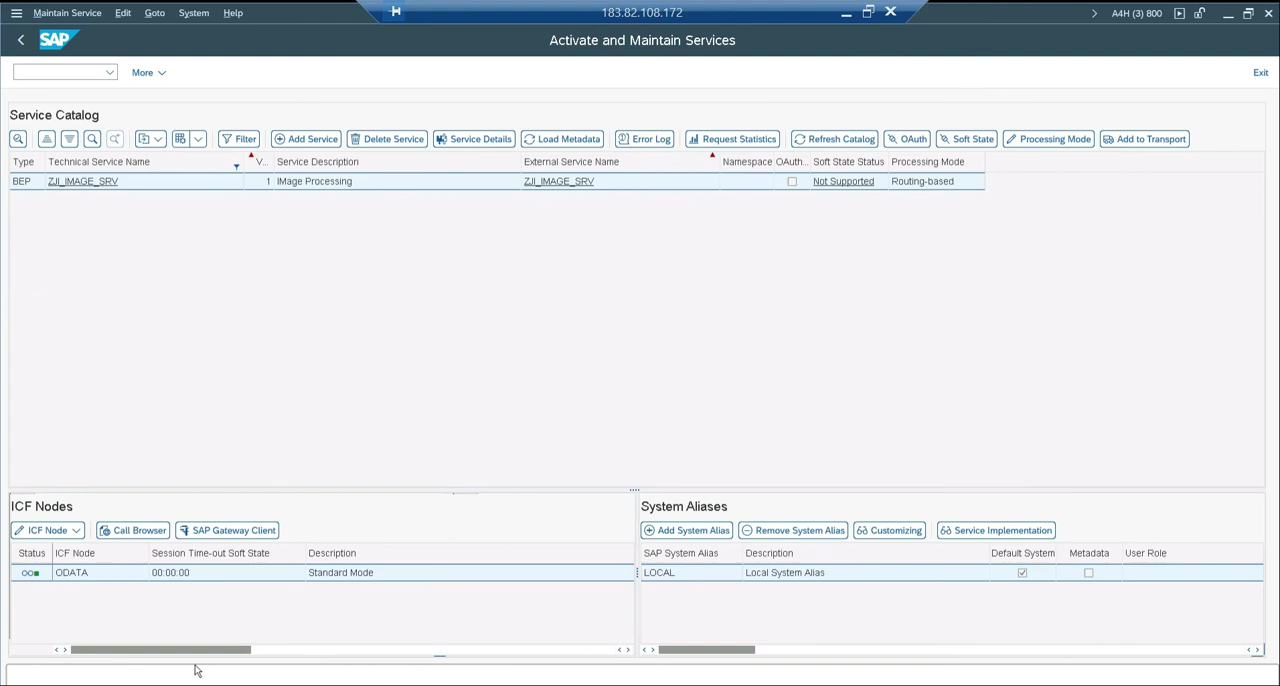 Maintain Service Edit Goto System Help 183.82.108.172 A4H (3) 800
SAP Activate and Maintain Services
More Exit
Service Catalog
Filter Add Service Delete Service Service Details Load Metadata Error Log Request Statistics Refresh Catalog OAuth Soft State Processing Mode Add to Transport
Type Technical Service Name V... Service Description External Service Name Namespace OAuth... Soft State Status Processing Mode
BEP ZJI_IMAGE_SRV 1 IMage Processing ZJI_IMAGE_SRV Not Supported Routing-based
ICF Nodes System Aliases
ICF Node Call Browser SAP Gateway Client Add System Alias Remove System Alias Customizing Service Implementation
Status ICF Node Session Time-out Soft State Description SAP System Alias Description Default System Metadata User Role
ODATA 00:00:00 Standard Mode LOCAL Local System Alias